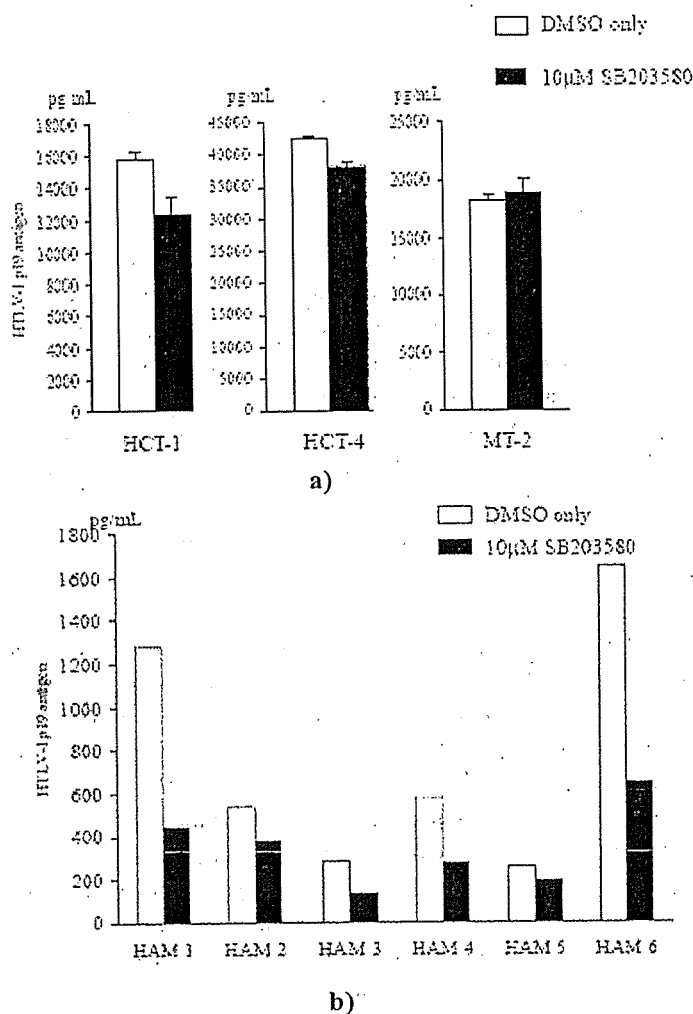 DMSO only
10µM SB203580
pg/mL
pg/mL
pg/mL
HTLV-1 p19 antigen
18000
16000
14000
12000
10000
8000
6000
4000
2000
0
45000
40000
35000
30000
25000
20000
15000
10000
5000
0
25000
20000
15000
10000
5000
0
HCT-1
HCT-4
MT-2
a)
pg/mL
DMSO only
10µM SB203580
HTLV-1 p19 antigen
1800
1600
1400
1200
1000
800
600
400
200
0
HAM 1
HAM 2
HAM 3
HAM 4
HAM 5
HAM 6
b)